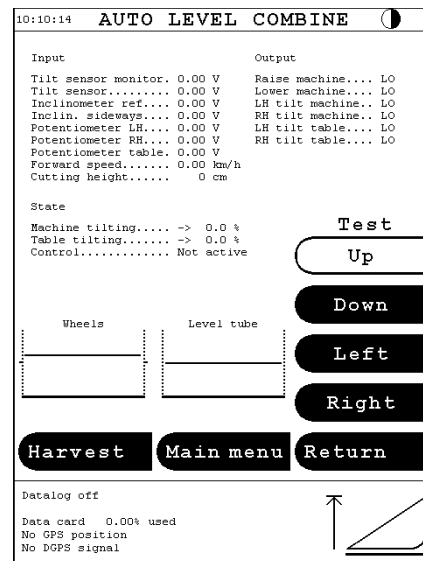 10:10:14 AUTO LEVEL COMBINE
Input
Tilt sensor monitor. 0.00 V
Tilt sensor......... 0.00 V
Inclinometer ref.... 0.00 V
Inclin. sideways.... 0.00 V
Potentiometer LH.... 0.00 V
Potentiometer RH.... 0.00 V
Potentiometer table. 0.00 V
Forward speed....... 0.00 km/h
Cutting height...... 0 cm
Output
Raise machine.... LO
Lower machine.... LO
LH tilt machine.. LO
RH tilt machine.. LO
LH tilt table.... LO
RH tilt table.... LO
State
Machine tilting..... -> 0.0 %
Table tilting....... -> 0.0 %
Control............. Not active
Test
Up
Down
Left
Right
Wheels
Level tube
Harvest
Main menu
Return
Datalog off
Data card 0.00% used
No GPS position
No DGPS signal